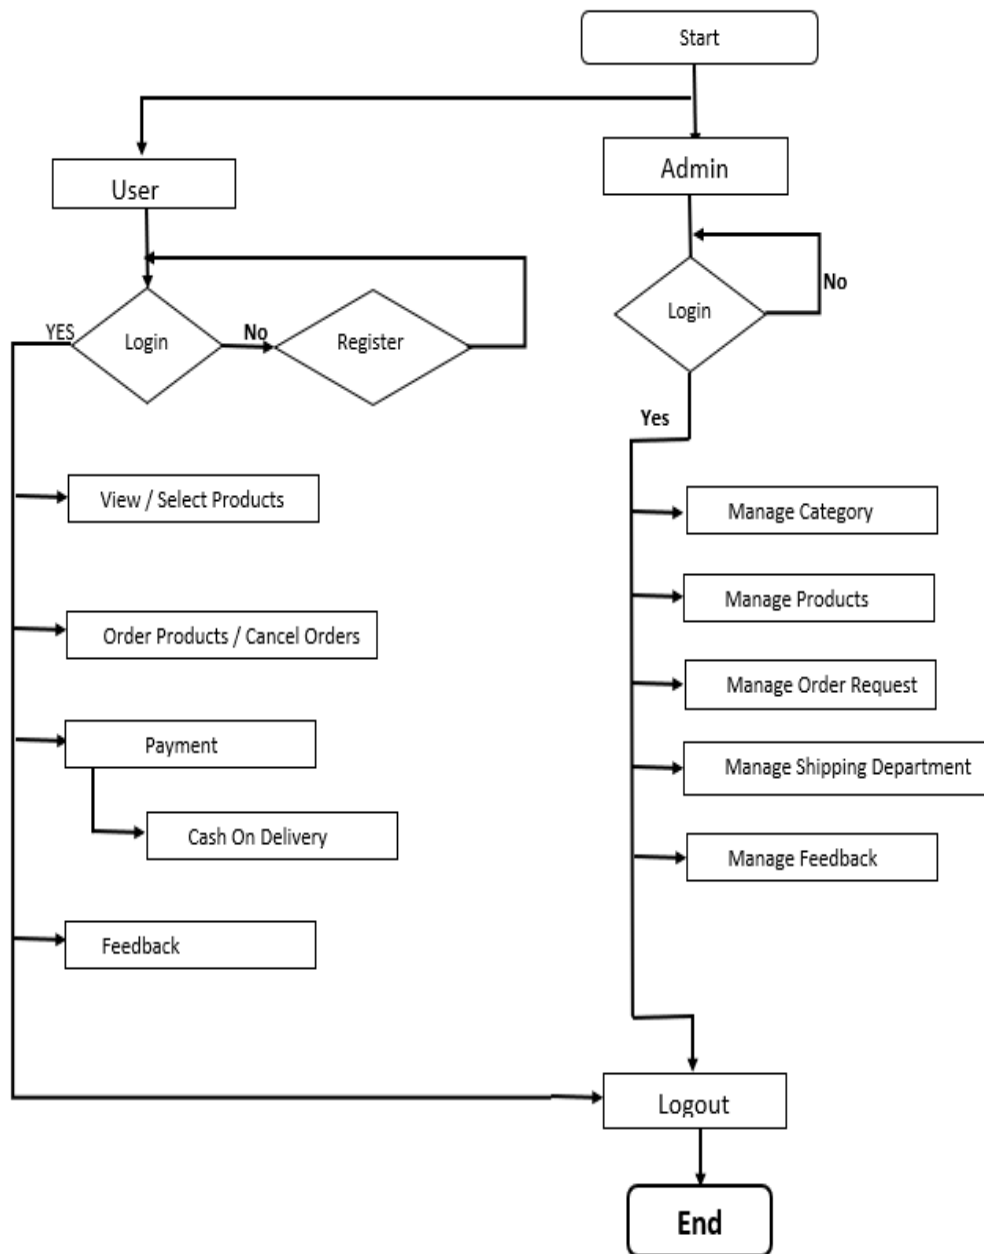 Start
User
Admin
YES
Login
No
Register
Login
No
Yes
View / Select Products
Order Products / Cancel Orders
Payment
Cash On Delivery
Feedback
Manage Category
Manage Products
Manage Order Request
Manage Shipping Department
Manage Feedback
Logout
End